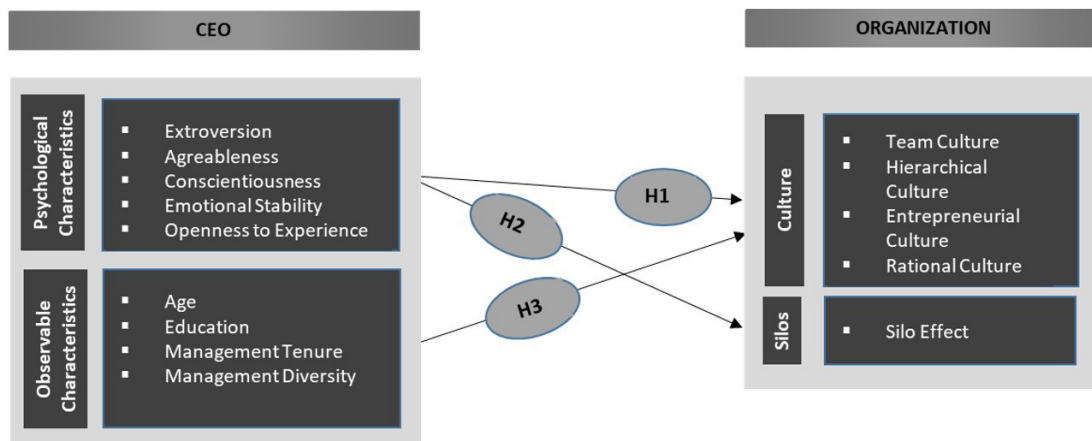 CEO
ORGANIZATION
Psychological
Characteristics
Extroversion
Agreableness
Conscientiousness
Emotional Stability
Openness to Experience
Observable
Characteristics
Age
Education
Management Tenure
Management Diversity
H1
H2
H3
Culture
Team Culture
Hierarchical
Culture
Entrepreneurial
Culture
Rational Culture
Silos
Silo Effect